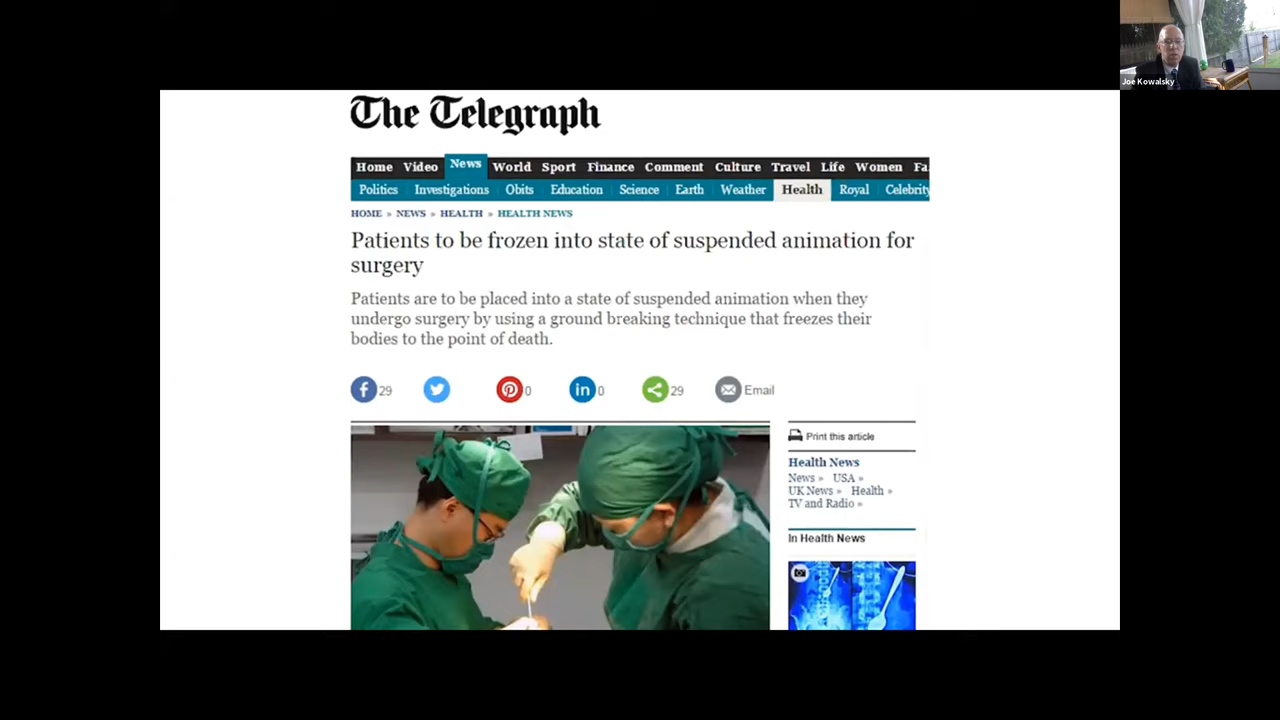 Joe Kowalsky
The Telegraph
Home Video News World Sport Finance Comment Culture Travel Life Women Fa
Politics Investigations Obits Education Science Earth Weather Health Royal Celebrity
HOME » NEWS » HEALTH » HEALTH NEWS
Patients to be frozen into state of suspended animation for
surgery
Patients are to be placed into a state of suspended animation when they
undergo surgery by using a ground breaking technique that freezes their
bodies to the point of death.
f 29 0 in 0 29 Email
Print this article
Health News
News » USA »
UK News » Health »
TV and Radio »
In Health News